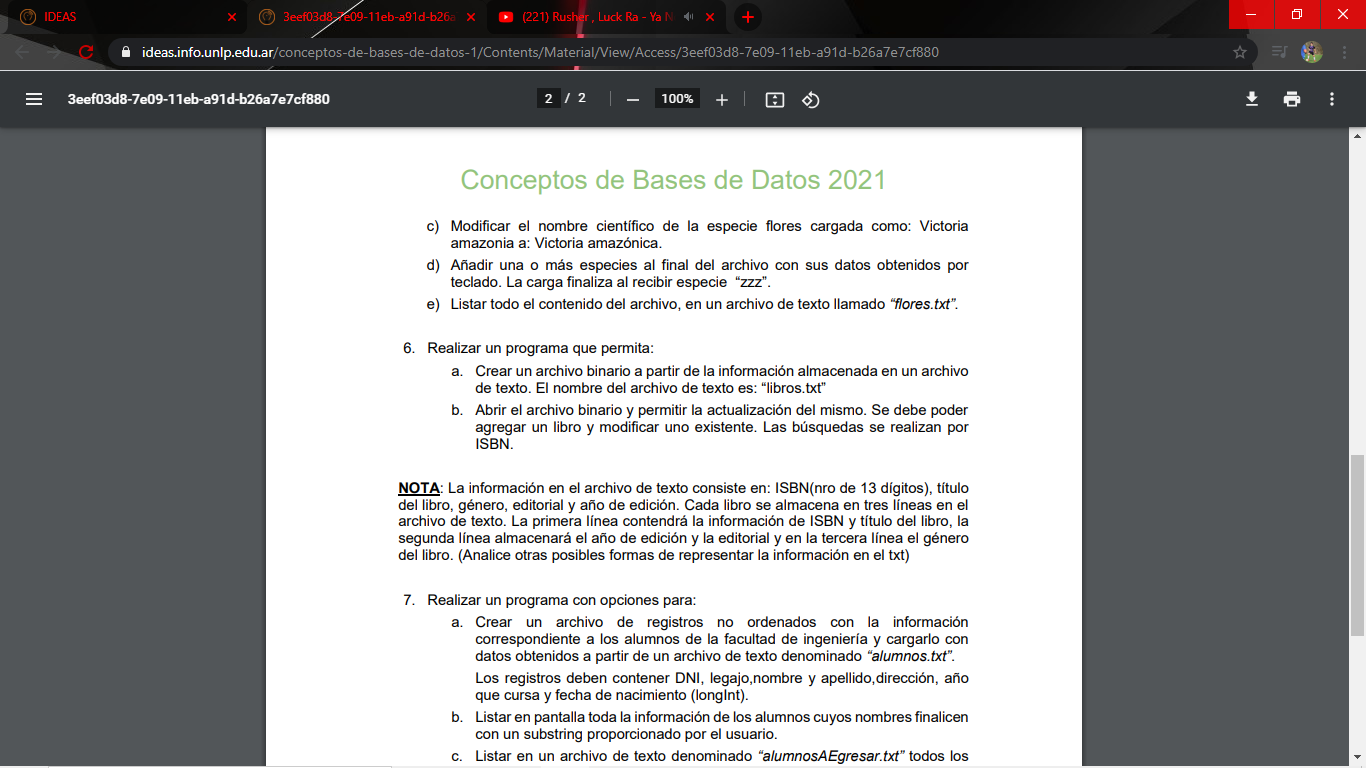 IDEAS
3eef03d8-7e09-11eb-a91d-b26a
(221) Rusher , Luck Ra - Ya N
ideas.info.unlp.edu.ar/conceptos-de-bases-de-datos-1/Contents/Material/View/Access/3eef03d8-7e09-11eb-a91d-b26a7e7cf880
3eef03d8-7e09-11eb-a91d-b26a7e7cf880
2 / 2
100%
Conceptos de Bases de Datos 2021
c) Modificar el nombre científico de la especie flores cargada como: Victoria
amazonia a: Victoria amazónica.
d) Añadir una o más especies al final del archivo con sus datos obtenidos por
teclado. La carga finaliza al recibir especie “zzz”.
e) Listar todo el contenido del archivo, en un archivo de texto llamado “flores.txt”.
6. Realizar un programa que permita:
a. Crear un archivo binario a partir de la información almacenada en un archivo
de texto. El nombre del archivo de texto es: “libros.txt”
b. Abrir el archivo binario y permitir la actualización del mismo. Se debe poder
agregar un libro y modificar uno existente. Las búsquedas se realizan por
ISBN.
NOTA: La información en el archivo de texto consiste en: ISBN(nro de 13 dígitos), título
del libro, género, editorial y año de edición. Cada libro se almacena en tres líneas en el
archivo de texto. La primera línea contendrá la información de ISBN y título del libro, la
segunda línea almacenará el año de edición y la editorial y en la tercera línea el género
del libro. (Analice otras posibles formas de representar la información en el txt)
7. Realizar un programa con opciones para:
a. Crear un archivo de registros no ordenados con la información
correspondiente a los alumnos de la facultad de ingeniería y cargarlo con
datos obtenidos a partir de un archivo de texto denominado “alumnos.txt”.
Los registros deben contener DNI, legajo,nombre y apellido,dirección, año
que cursa y fecha de nacimiento (longInt).
b. Listar en pantalla toda la información de los alumnos cuyos nombres finalicen
con un substring proporcionado por el usuario.
c. Listar en un archivo de texto denominado “alumnosAEgresar.txt” todos los